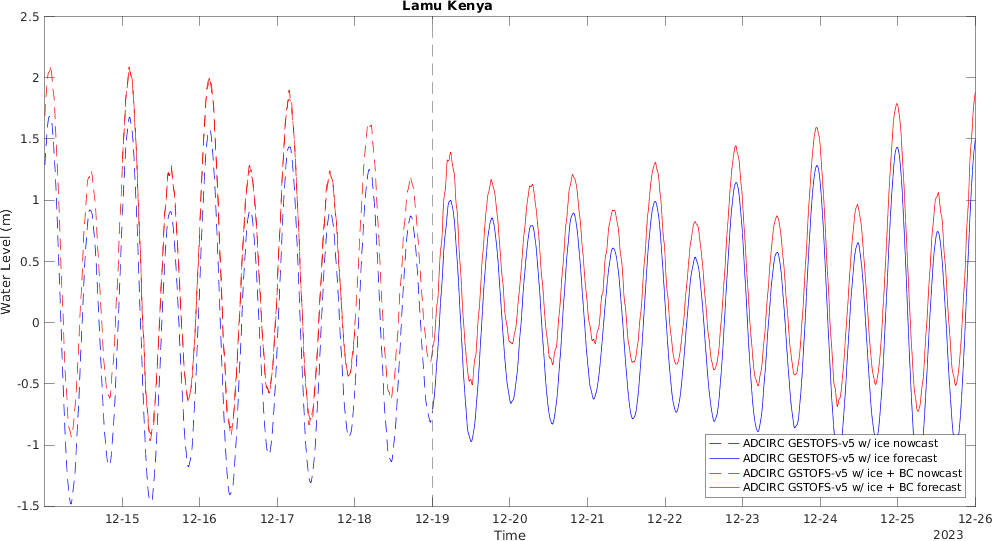 Lamu Kenya
2.5
2
1.5
1
0.5
0
-0.5
-1
-1.5
Water Level (m)
12-15 12-16 12-17 12-18 12-19 12-20 12-21 12-22 12-23 12-24 12-25 12-26
Time
2023
ADCIRC GESTOFS-v5 w/ ice nowcast
ADCIRC GESTOFS-v5 w/ ice forecast
ADCIRC GSTOFS-v5 w/ ice + BC nowcast
ADCIRC GSTOFS-v5 w/ ice + BC forecast